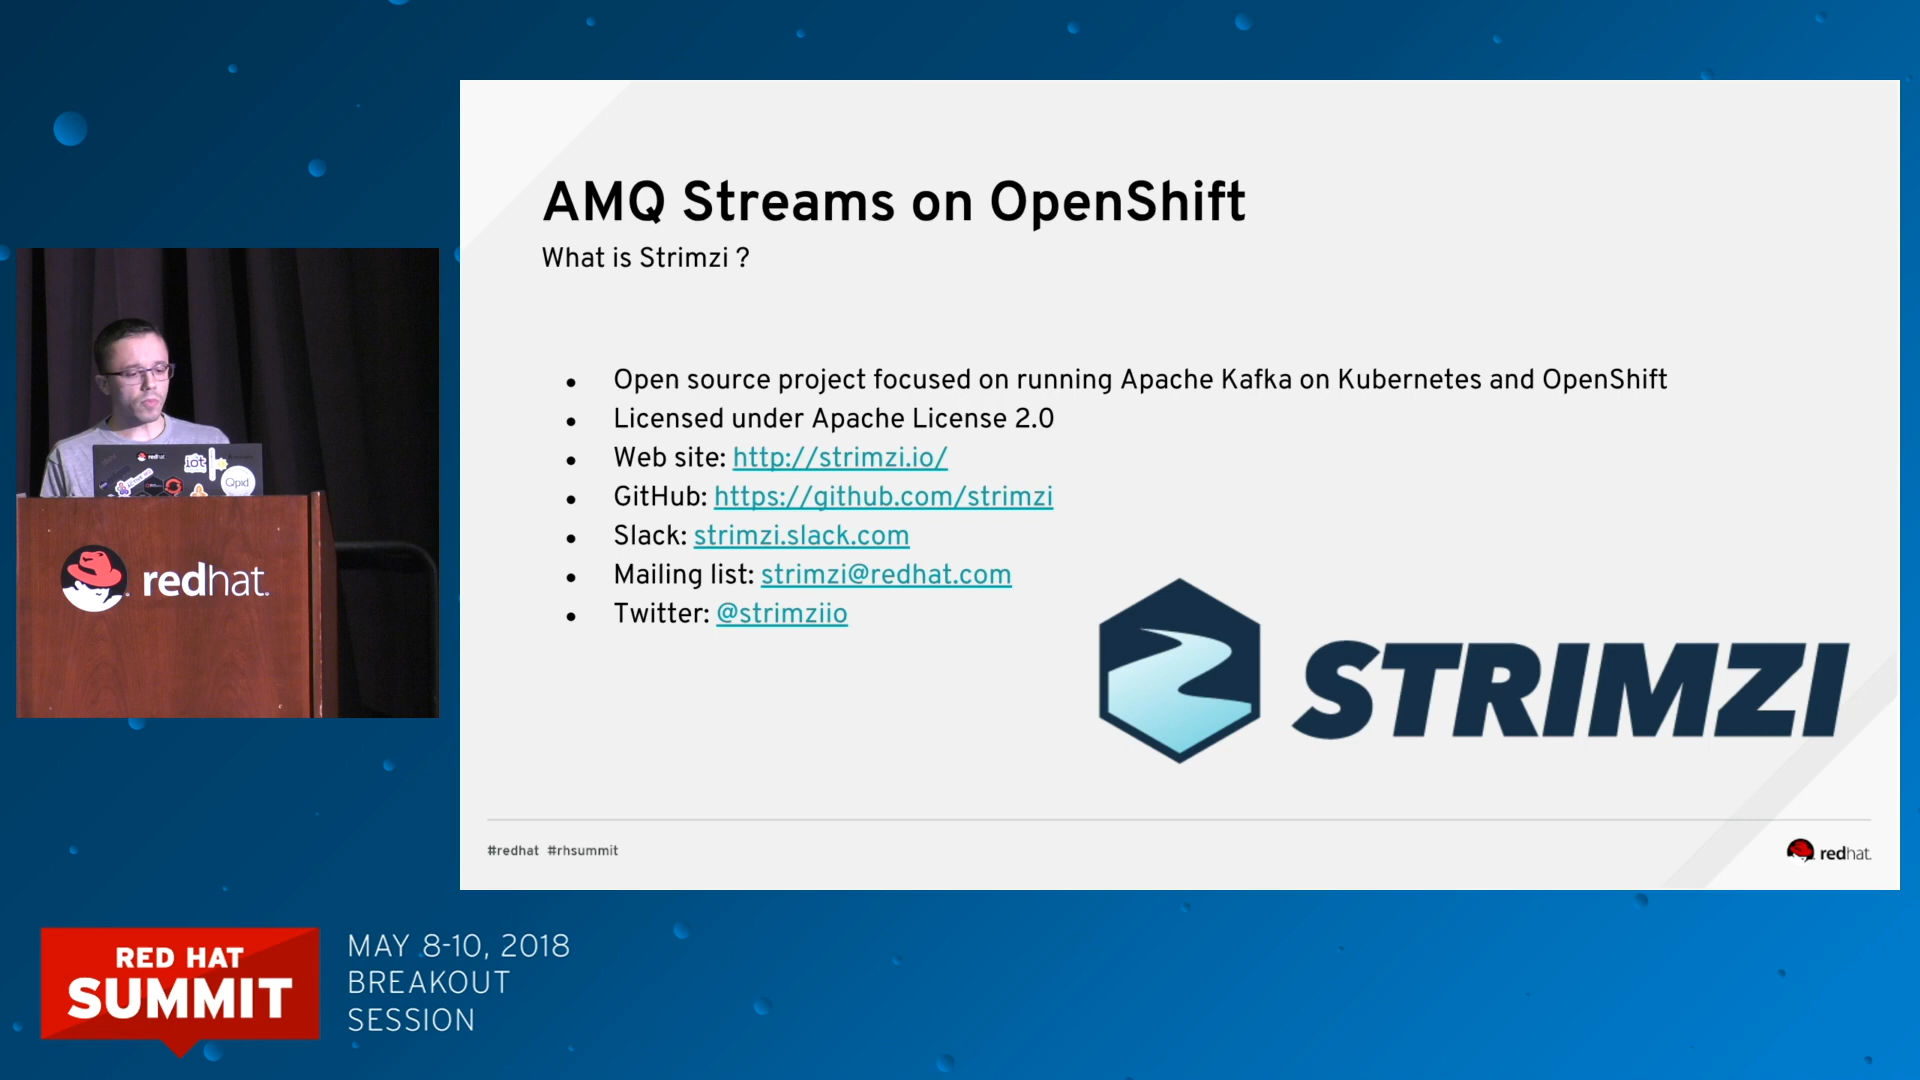 AMQ Streams on OpenShift
What is Strimzi ?
● Open source project focused on running Apache Kafka on Kubernetes and OpenShift
● Licensed under Apache License 2.0
● Web site: http://strimzi.io/
● GitHub: https://github.com/strimzi
● Slack: strimzi.slack.com
● Mailing list: strimzi@redhat.com
● Twitter: @strimziio
STRIMZI
#redhat #rhsummit
redhat.
redhat
iot
Qpid
redhat.
RED HAT
SUMMIT
MAY 8-10, 2018
BREAKOUT
SESSION